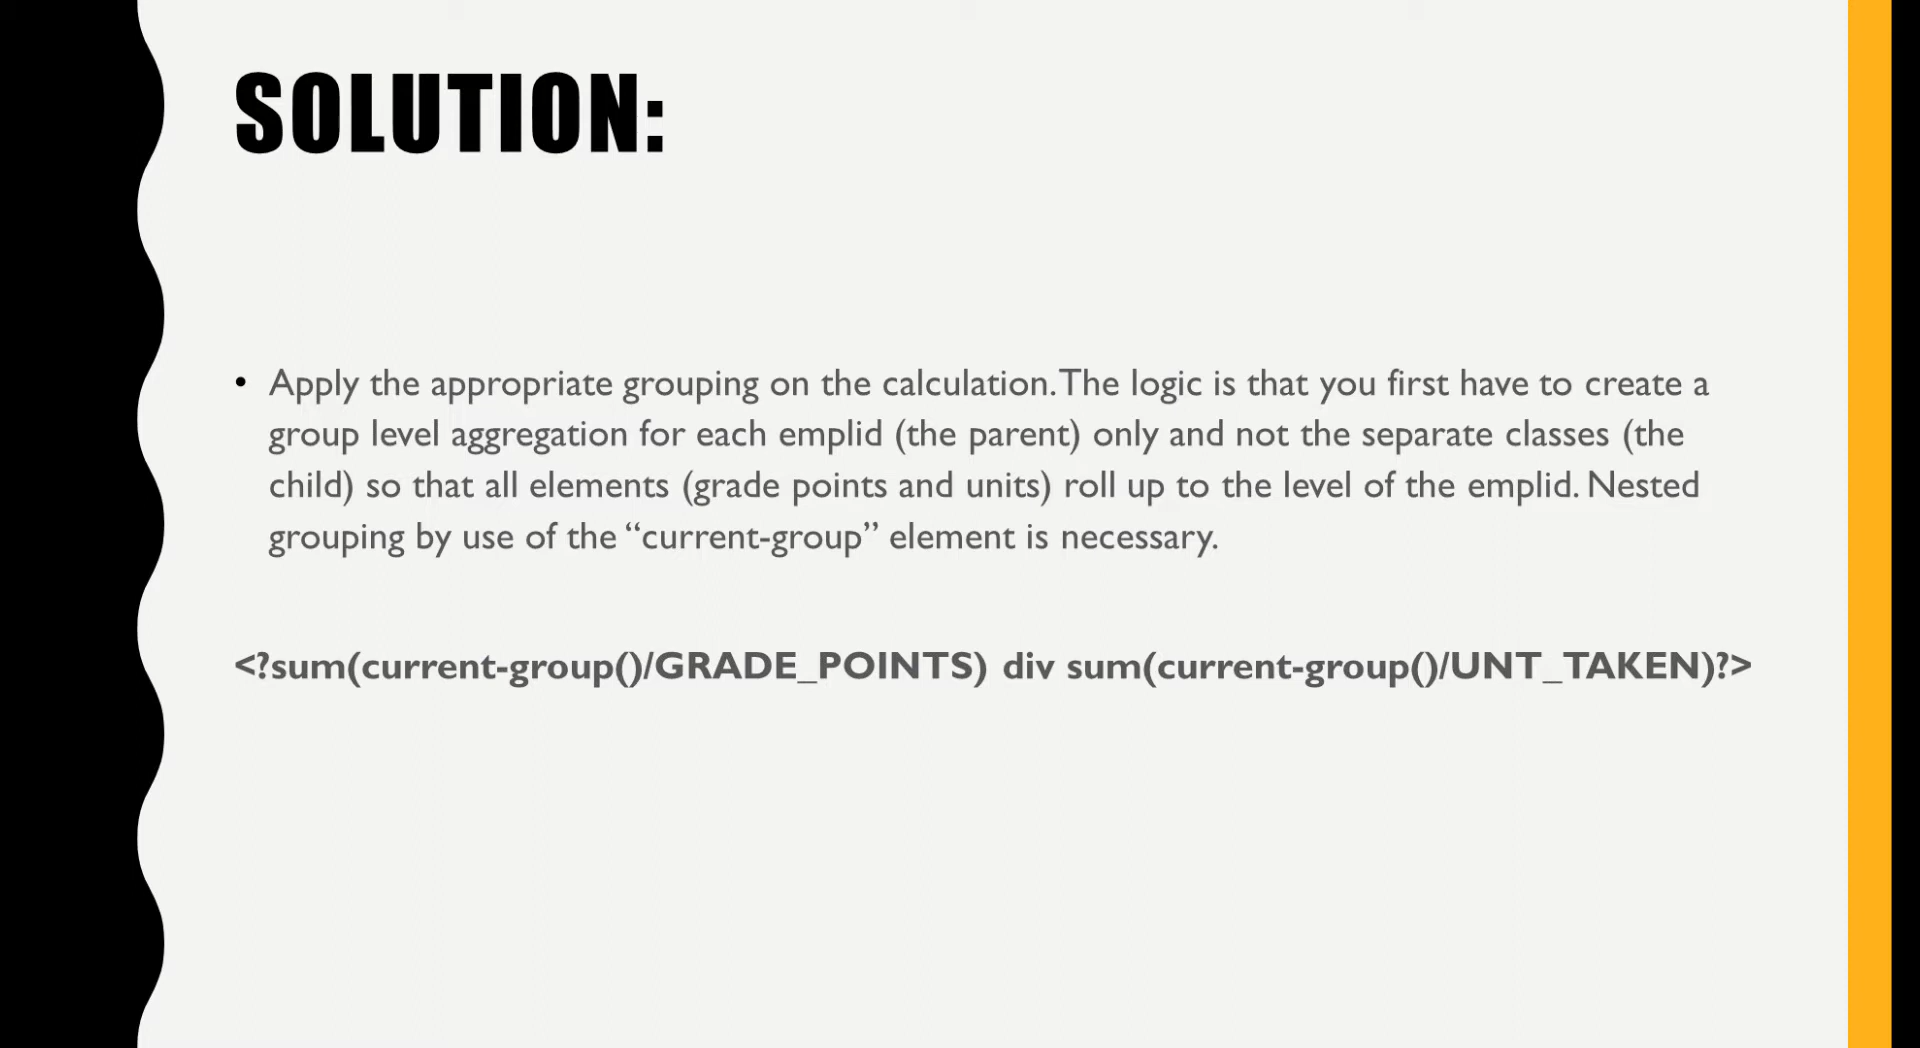 SOLUTION:
• Apply the appropriate grouping on the calculation. The logic is that you first have to create a
group level aggregation for each emplid (the parent) only and not the separate classes (the
child) so that all elements (grade points and units) roll up to the level of the emplid. Nested
grouping by use of the “current-group” element is necessary.
<?sum(current-group()/GRADE_POINTS) div sum(current-group()/UNT_TAKEN)?>